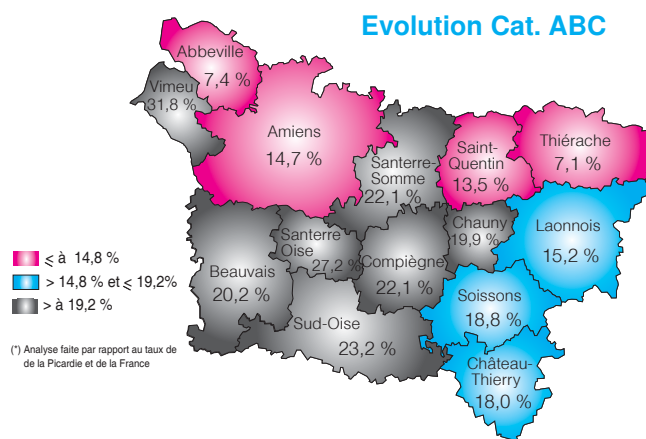 Evolution Cat. ABC
Abbeville
7,4 %
Vimeu
31,8 %
Amiens
14,7 %
Santerre-
Somme
22,1 %
Saint-
Quentin
13,5 %
Thiérache
7,1 %
Chauny
19,9 %
Laonnois
15,2 %
Santerre
Oise
27,2 %
Compiègne
22,1 %
Beauvais
20,2 %
Soissons
18,8 %
Sud-Oise
23,2 %
Château-
Thierry
18,0 %
⩽ à 14,8 %
> 14,8 % et ⩽ 19,2%
> à 19,2 %
(*) Analyse faite par rapport au taux de
de la Picardie et de la France